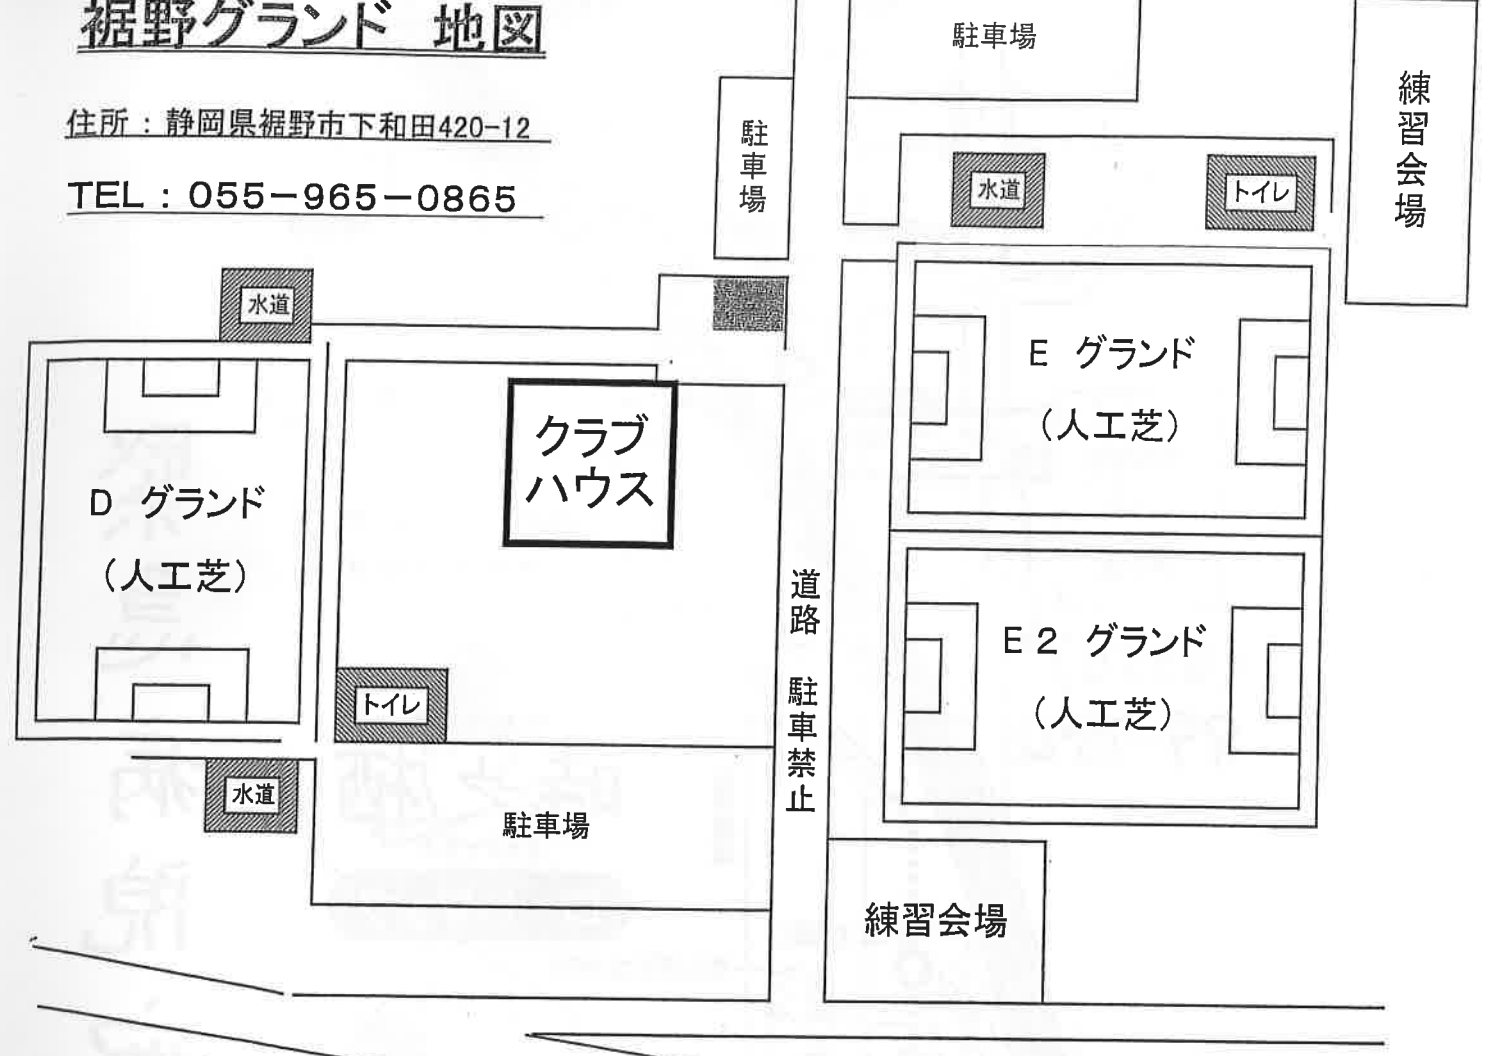 裾野グランド 地図
住所：静岡県裾野市下和田420-12
TEL：055-965-0865
駐車場
駐車場
練習会場
水道
トイレ
水道
E グランド
（人工芝）
クラブ
ハウス
D グランド
（人工芝）
道路 駐車禁止
E2 グランド
（人工芝）
トイレ
水道
駐車場
練習会場